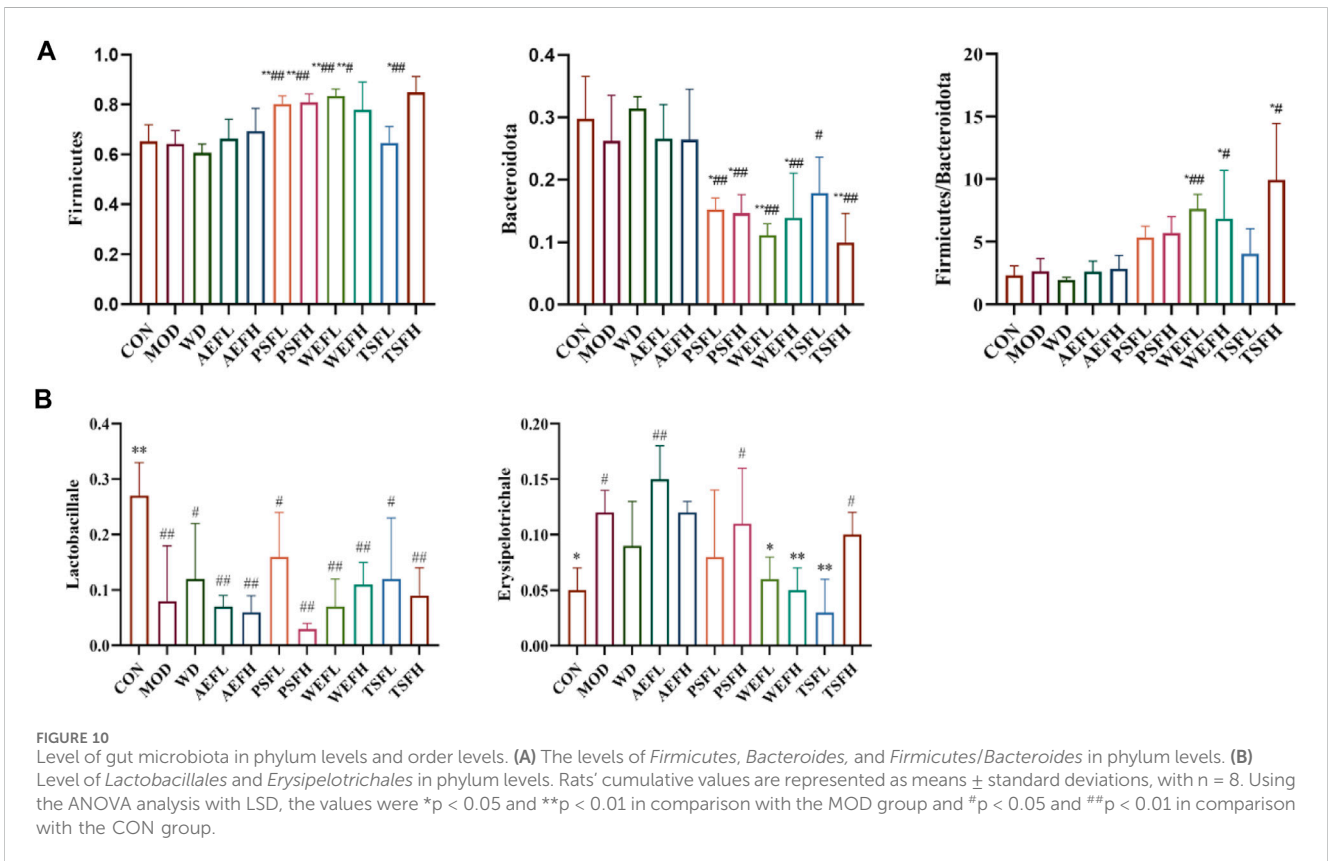 A
Firmicutes
1.0
0.8
0.6
0.4
0.2
0.0
**## **## **## **# *##
CON MOD WD AEFL AEFH PSFL PSFH WEFL WEFH TSFL TSFH
Bacteroidota
0.4
0.3
0.2
0.1
0.0
*## *## **## *## # **##
CON MOD WD AEFL AEFH PSFL PSFH WEFL WEFH TSFL TSFH
Firmicutes/Bacteroidota
20
15
10
5
0
*## *# *#
CON MOD WD AEFL AEFH PSFL PSFH WEFL WEFH TSFL TSFH
B
Lactobacillale
0.4
0.3
0.2
0.1
0.0
** ## # ## ## # ## ## ## # ##
CON MOD WD AEFL AEFH PSFL PSFH WEFL WEFH TSFL TSFH
Erysipelotrichale
0.20
0.15
0.10
0.05
0.00
* # ## # * ** ** #
CON MOD WD AEFL AEFH PSFL PSFH WEFL WEFH TSFL TSFH
FIGURE 10
Level of gut microbiota in phylum levels and order levels. (A) The levels of Firmicutes, Bacteroides, and Firmicutes/Bacteroides in phylum levels. (B)
Level of Lactobacillales and Erysipelotrichales in phylum levels. Rats' cumulative values are represented as means ± standard deviations, with n = 8. Using
the ANOVA analysis with LSD, the values were *p < 0.05 and **p < 0.01 in comparison with the MOD group and #p < 0.05 and ##p < 0.01 in comparison
with the CON group.